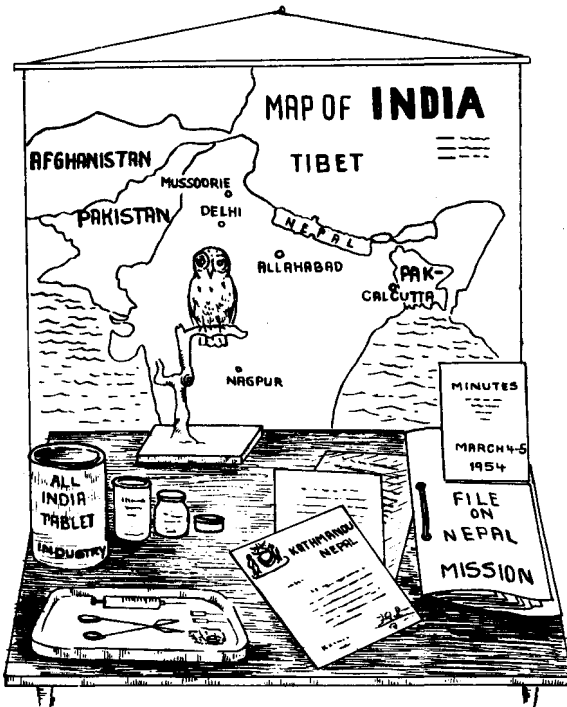 MAP OF INDIA
AFGHANISTAN
TIBET
MUSSOORIE
PAKISTAN
DELHI
NEPAL
ALLAHABAD
PAK-
CALCUTTA
NAGPUR
MINUTES
MARCH 4-5
1954
ALL
INDIA
TABLET
INDUSTRY
FILE
ON
NEPAL
MISSION
KATHMANDU
NEPAL